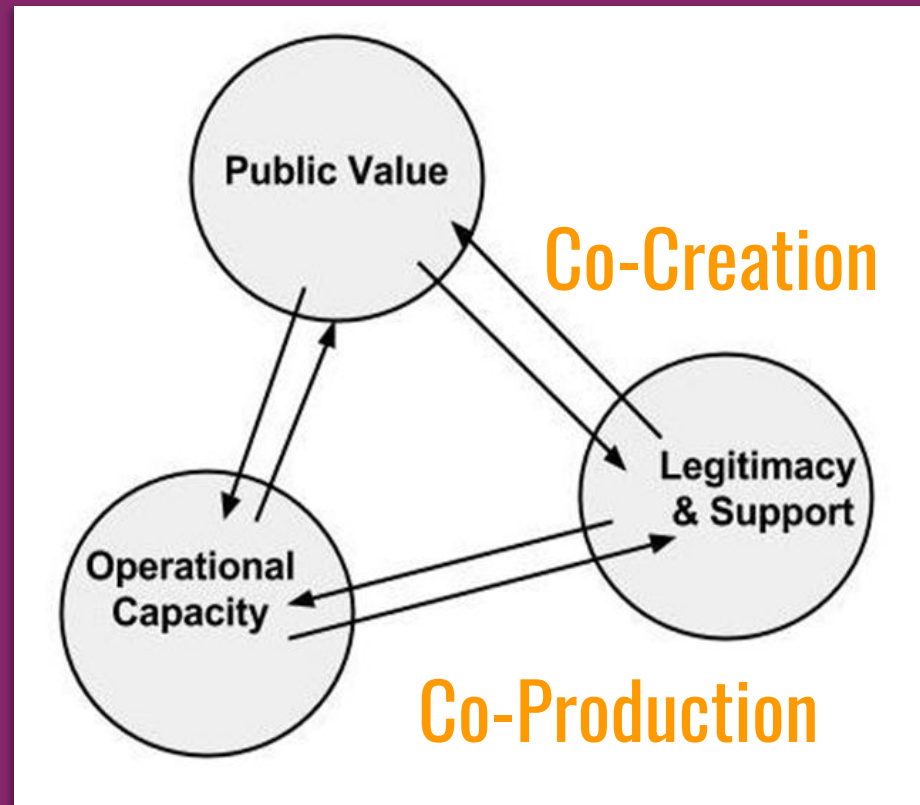 Public Value
Co-Creation
Legitimacy
& Support
Operational
Capacity
Co-Production